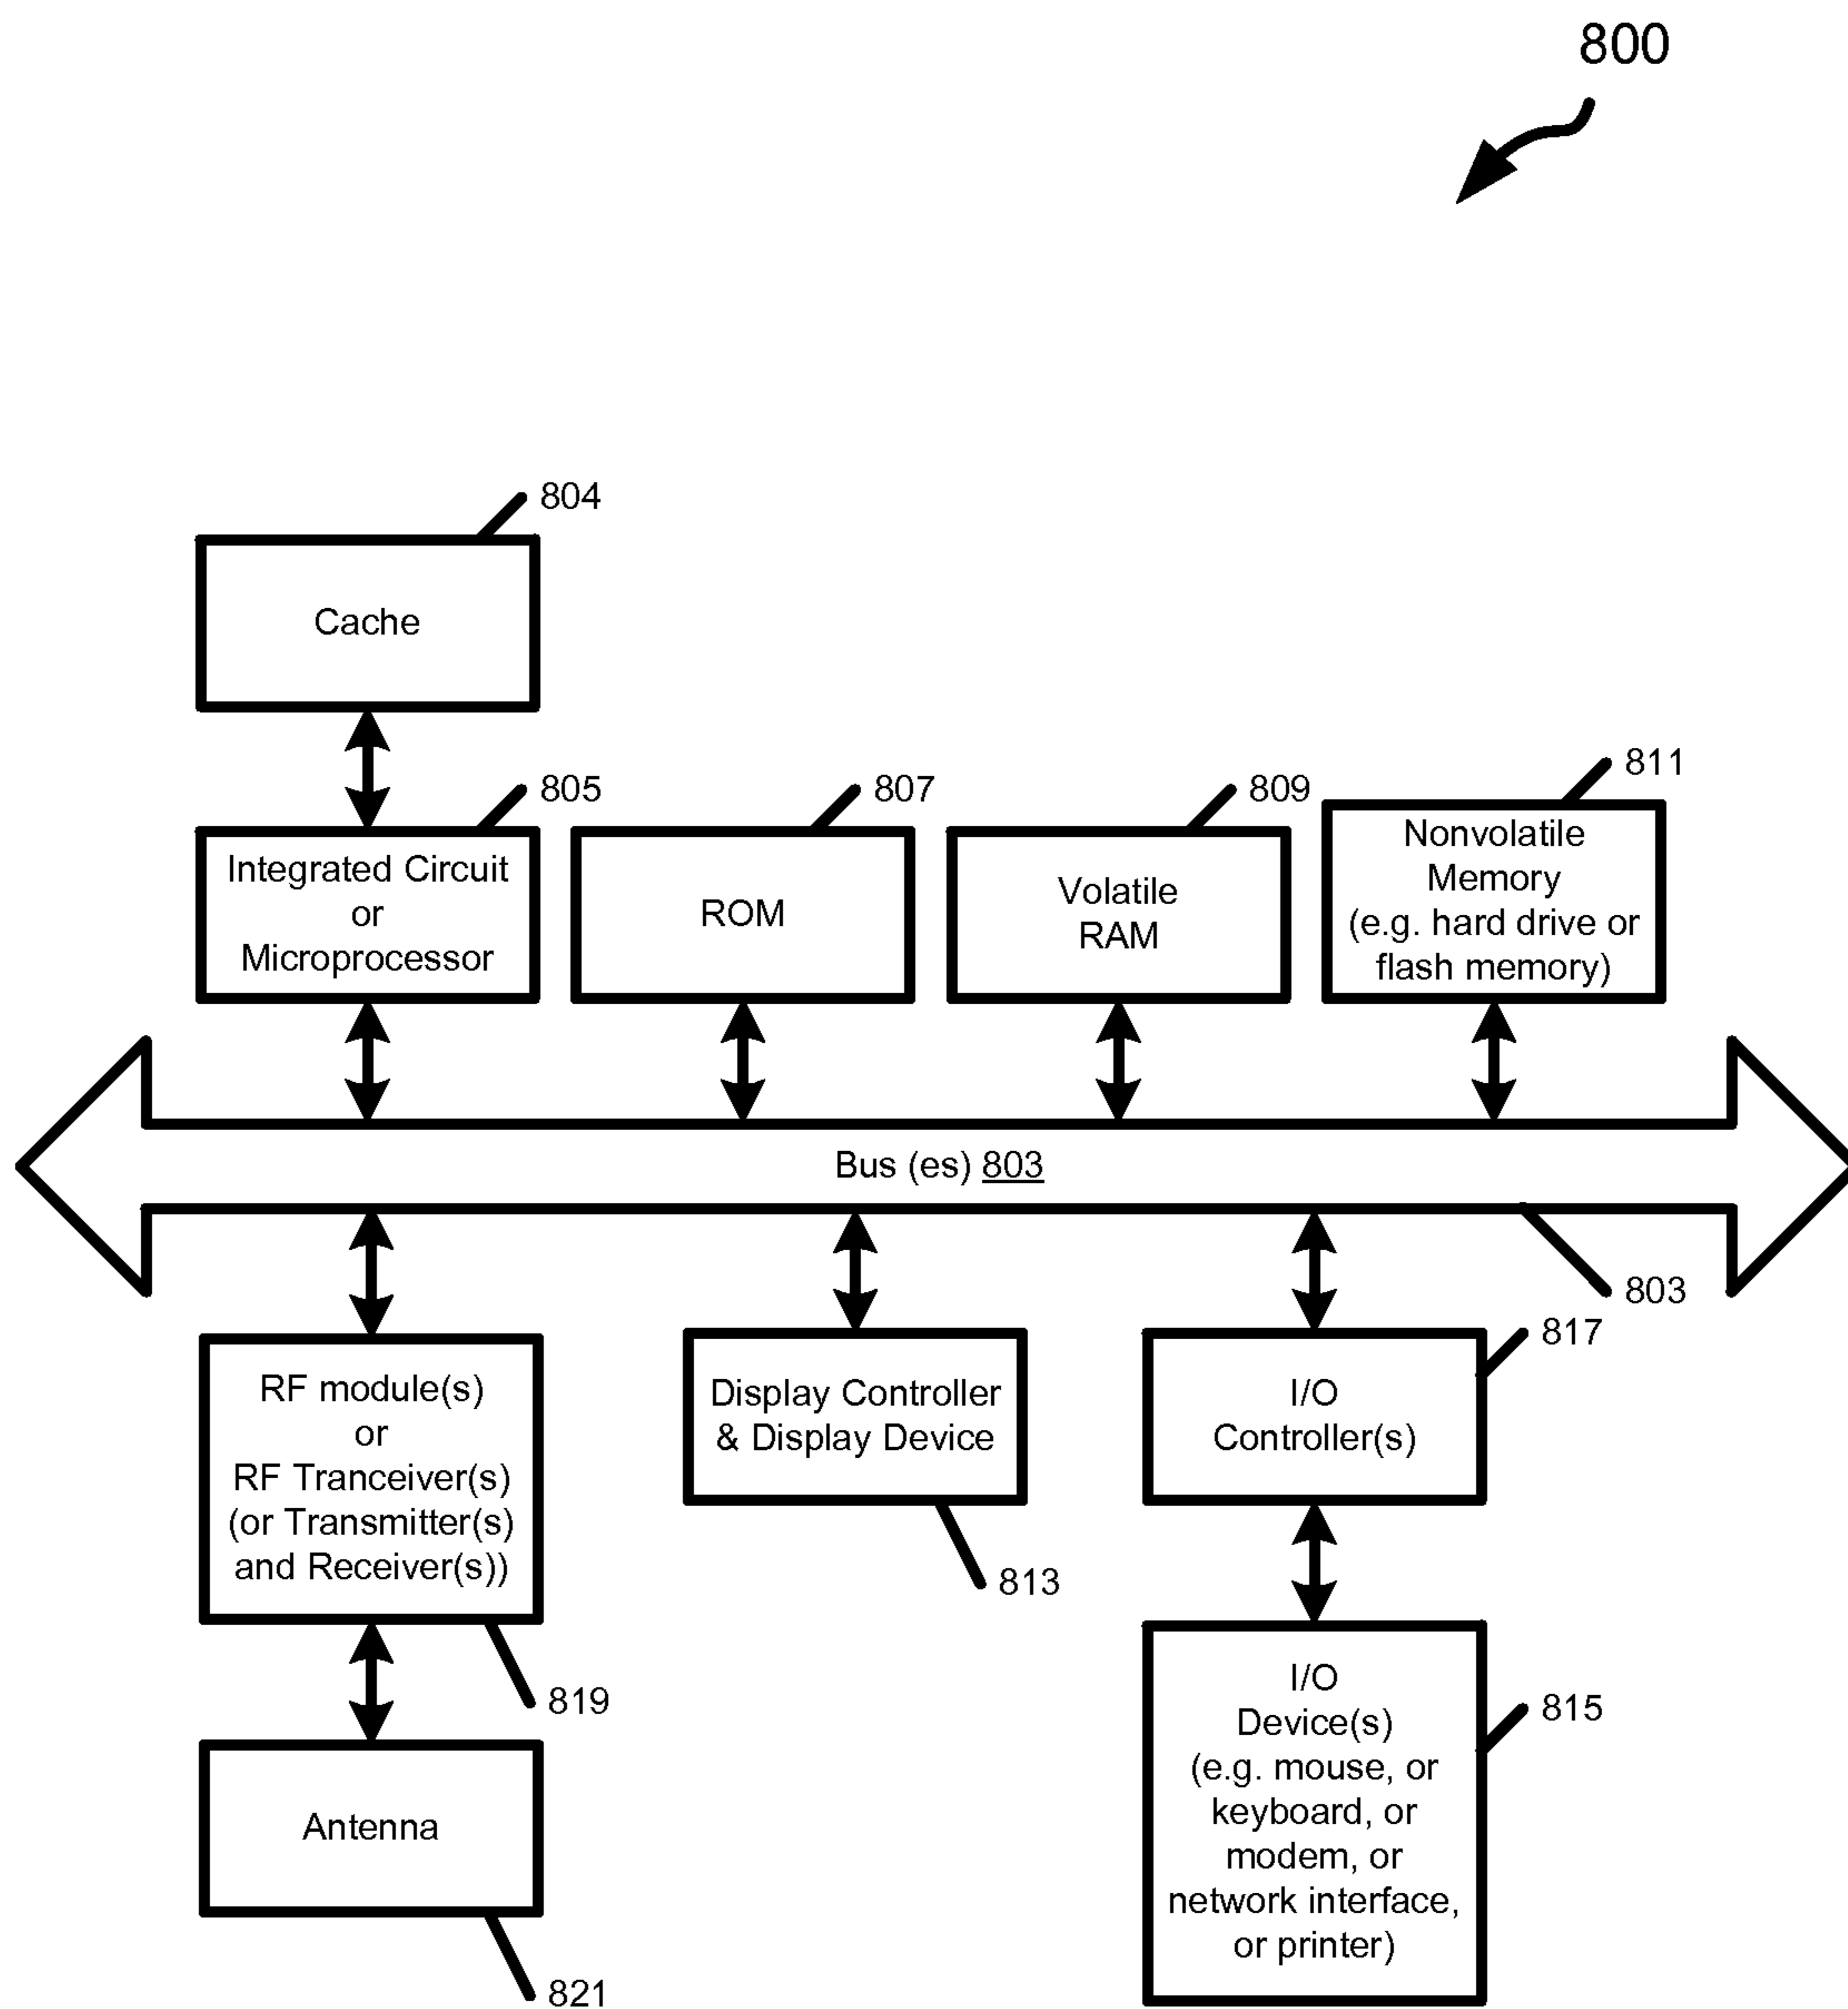 800
804
Cache
805
807
809
811
Integrated Circuit
or
Microprocessor
ROM
Volatile
RAM
Nonvolatile
Memory
(e.g. hard drive or
flash memory)
Bus (es) 803
803
817
RF module(s)
or
RF Tranceiver(s)
(or Transmitter(s)
and Receiver(s))
Display Controller
& Display Device
I/O
Controller(s)
813
819
815
Antenna
I/O
Device(s)
(e.g. mouse, or
keyboard, or
modem, or
network interface,
or printer)
821